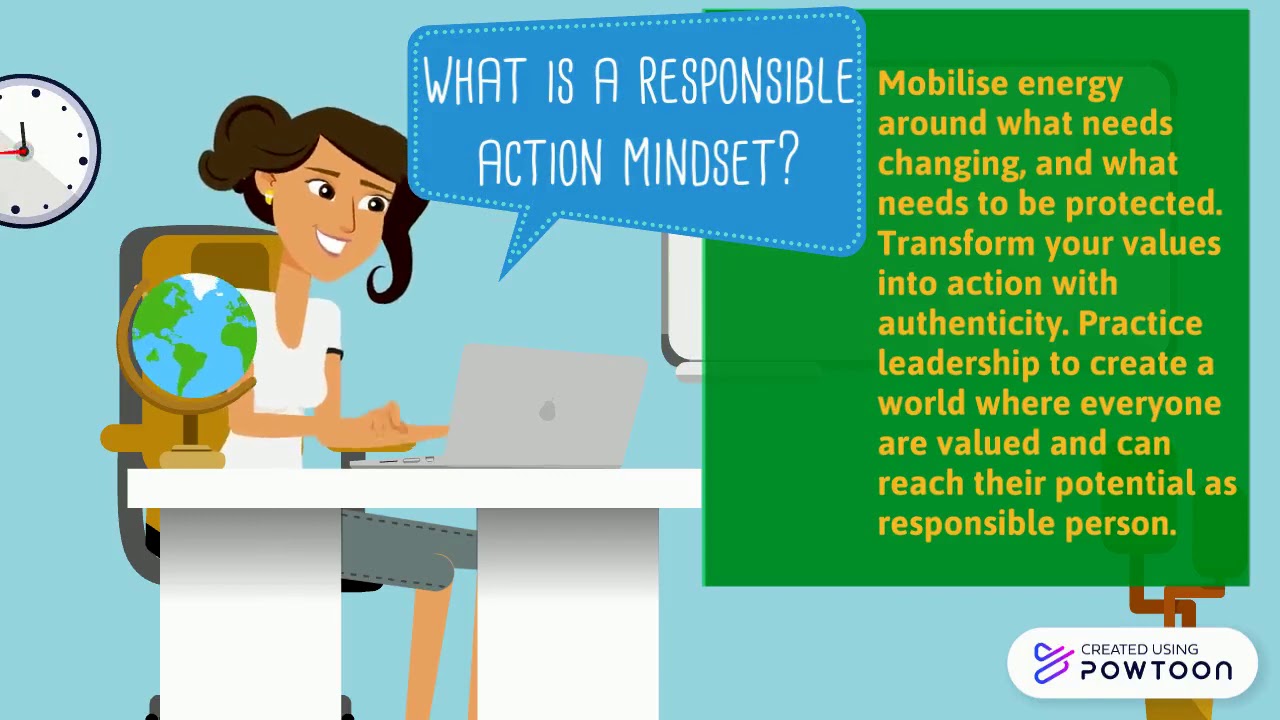 WHAT IS A RESPONSIBLE
ACTION MINDSET?
Mobilise energy
around what needs
changing, and what
needs to be protected.
Transform your values
into action with
authenticity. Practice
leadership to create a
world where everyone
are valued and can
reach their potential as
responsible person.
CREATED USING
POWTOON